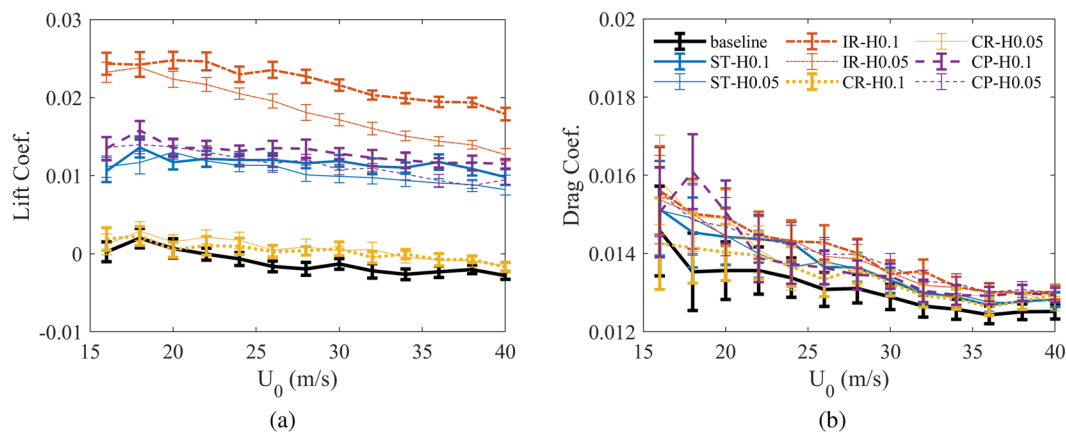 (a)
0.03
0.02
0.01
0
-0.01
Lift Coef.
15 20 25 30 35 40
U0 (m/s)
(a)
(b)
0.02
0.018
0.016
0.014
0.012
Drag Coef.
baseline IR-H0.1 CR-H0.05
ST-H0.1 IR-H0.05 CP-H0.1
ST-H0.05 CR-H0.1 CP-H0.05
15 20 25 30 35 40
U0 (m/s)
(b)